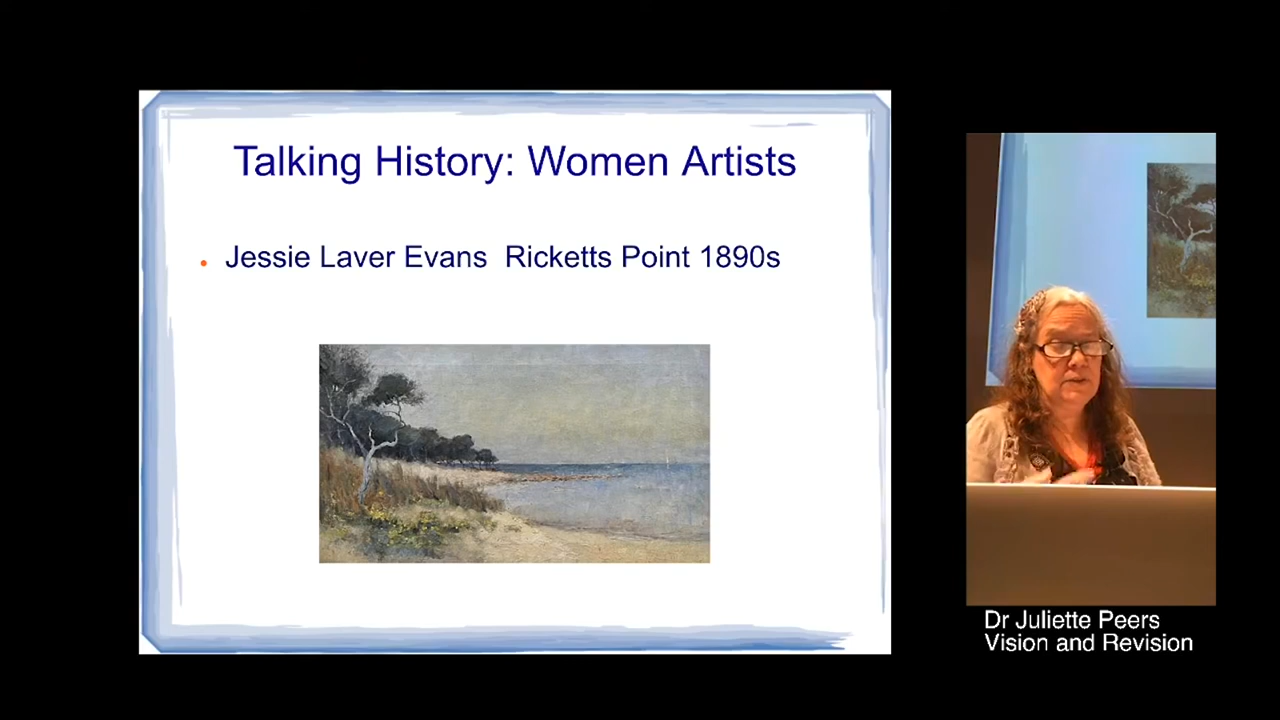 Talking History: Women Artists
Jessie Laver Evans Ricketts Point 1890s
Dr Juliette Peers
Vision and Revision